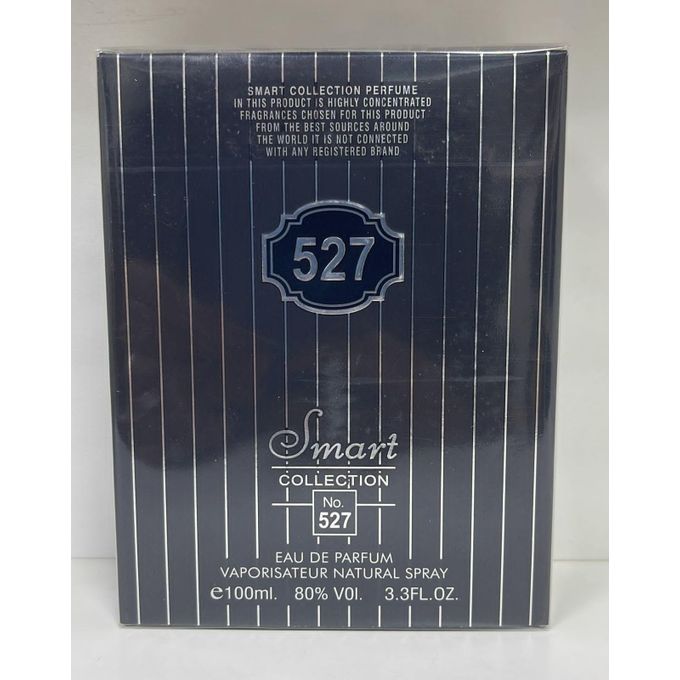 SMART COLLECTION PERFUME
IN THIS PRODUCT IS HIGHLY CONCENTRATED
FRAGRANCES CHOSEN FOR THIS PRODUCT
FROM THE BEST SOURCES AROUND
THE WORLD IT IS NOT CONNECTED
WITH ANY REGISTERED BRAND
527
Smart
COLLECTION
No.
527
EAU DE PARFUM
VAPORISATEUR NATURAL SPRAY
e100ml. 80% VOl. 3.3FL.OZ.